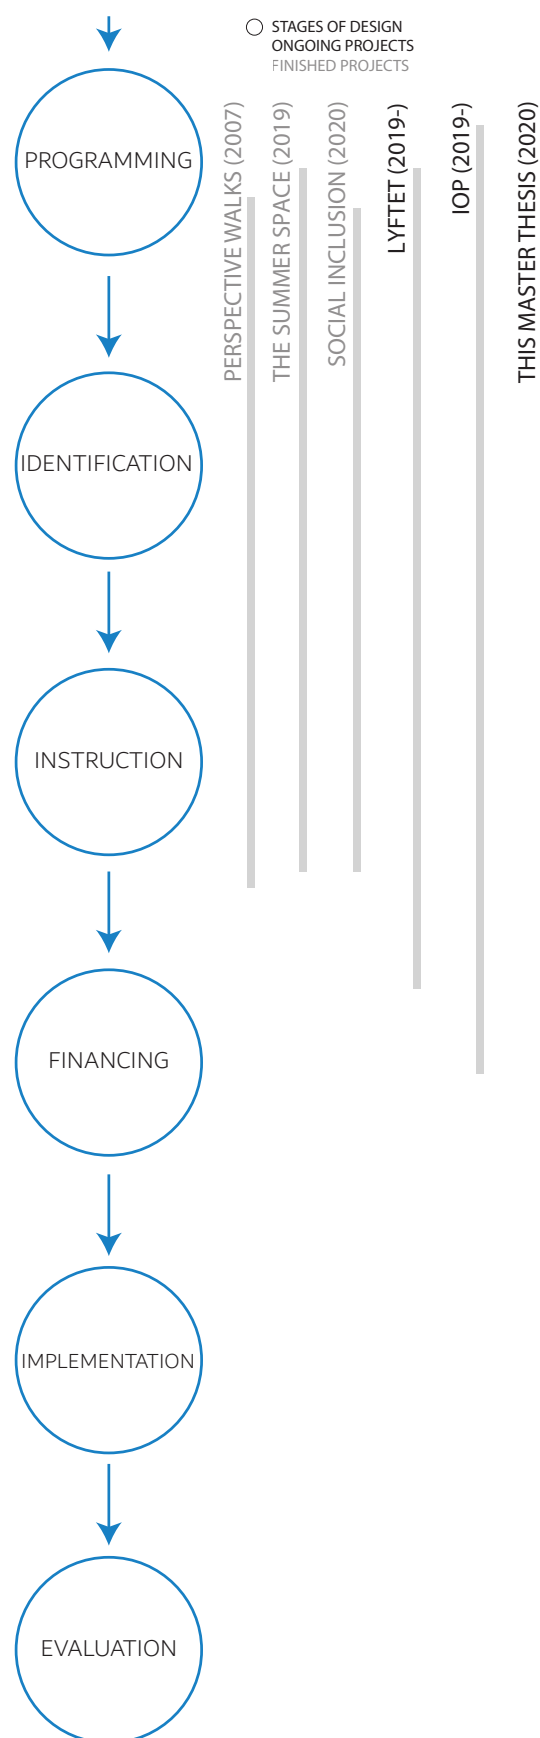 STAGES OF DESIGN
ONGOING PROJECTS
FINISHED PROJECTS
PERSPECTIVE WALKS (2007)
THE SUMMER SPACE (2019)
SOCIAL INCLUSION (2020)
LYFTET (2019-)
IOP (2019-)
THIS MASTER THESIS (2020)
PROGRAMMING
IDENTIFICATION
INSTRUCTION
FINANCING
IMPLEMENTATION
EVALUATION